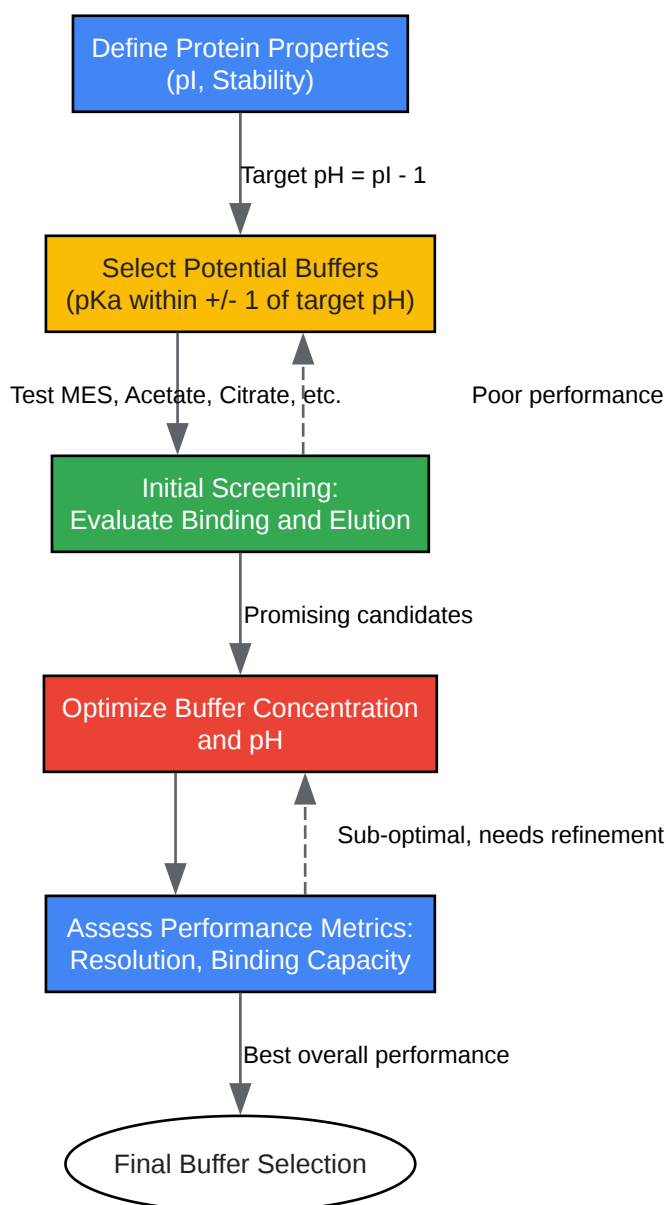 Define Protein Properties
(pI, Stability)
Target pH = pI - 1
Select Potential Buffers
(pKa within +/- 1 of target pH)
Test MES, Acetate, Citrate, etc.
Poor performance
Initial Screening:
Evaluate Binding and Elution
Promising candidates
Optimize Buffer Concentration
and pH
Sub-optimal, needs refinement
Assess Performance Metrics:
Resolution, Binding Capacity
Best overall performance
Final Buffer Selection